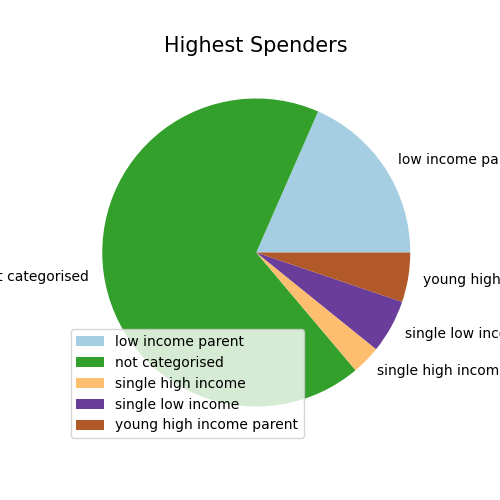 Highest Spenders
low income pa
t categorised
young high
single low inco
single high incom
low income parent
not categorised
single high income
single low income
young high income parent